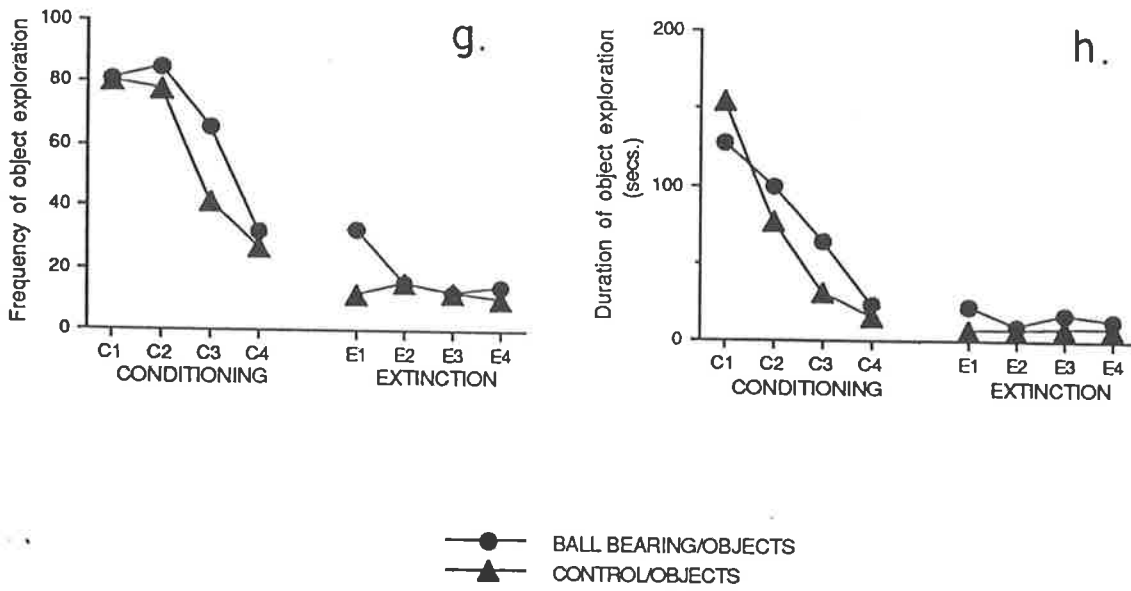 g.
Frequency of object exploration
100
80
60
40
20
0
C1 C2 C3 C4
CONDITIONING
E1 E2 E3 E4
EXTINCTION
h.
Duration of object exploration
(secs.)
200
100
0
C1 C2 C3 C4
CONDITIONING
E1 E2 E3 E4
EXTINCTION
BALL BEARING/OBJECTS
CONTROL/OBJECTS